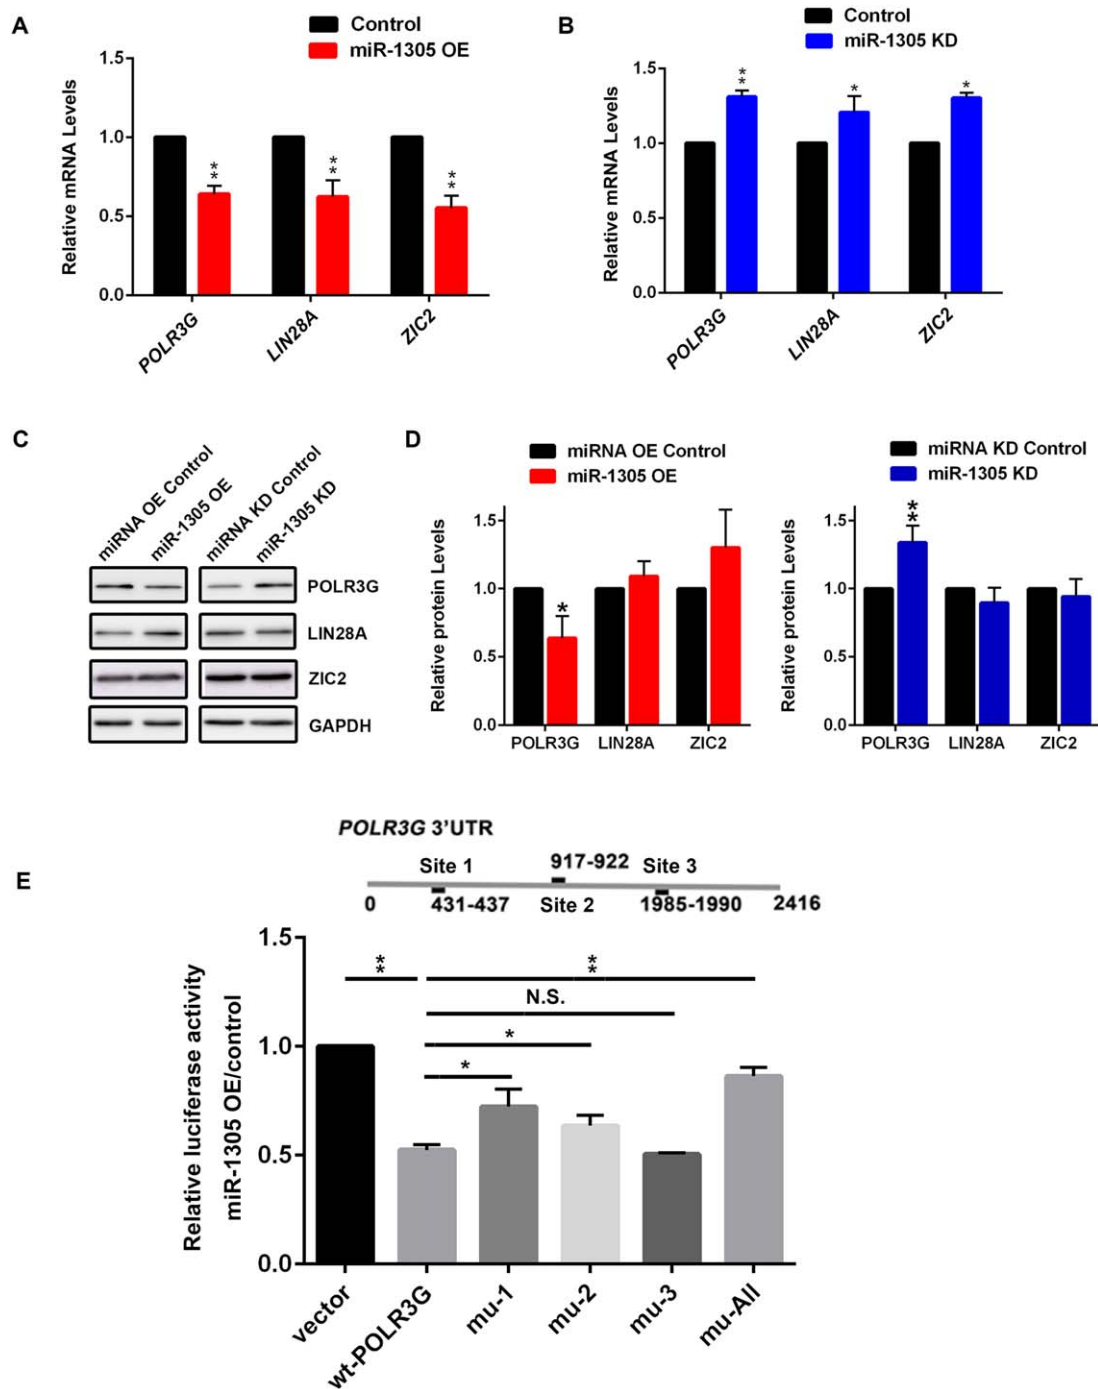 A
Control
miR-1305 OE
Relative mRNA Levels
1.5
1.0
0.5
0.0
**
**
**
POLR3G
LIN28A
ZIC2
B
Control
miR-1305 KD
Relative mRNA Levels
1.5
1.0
0.5
0.0
**
*
*
POLR3G
LIN28A
ZIC2
C
miRNA OE Control
miR-1305 OE
miRNA KD Control
miR-1305 KD
POLR3G
LIN28A
ZIC2
GAPDH
D
miRNA OE Control
miR-1305 OE
Relative protein Levels
1.5
1.0
0.5
0.0
*
POLR3G
LIN28A
ZIC2
miRNA KD Control
miR-1305 KD
Relative protein Levels
1.5
1.0
0.5
0.0
**
POLR3G
LIN28A
ZIC2
E
POLR3G 3'UTR
Site 1
917-922
Site 3
0
431-437
Site 2
1985-1990
2416
Relative luciferase activity
miR-1305 OE/control
1.5
1.0
0.5
0.0
**
**
N.S.
*
*
vector
wt-POLR3G
mu-1
mu-2
mu-3
mu-All